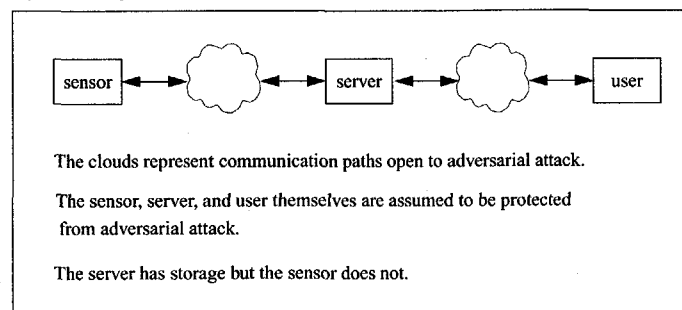 sensor server user
The clouds represent communication paths open to adversarial attack.
The sensor, server, and user themselves are assumed to be protected
from adversarial attack.
The server has storage but the sensor does not.